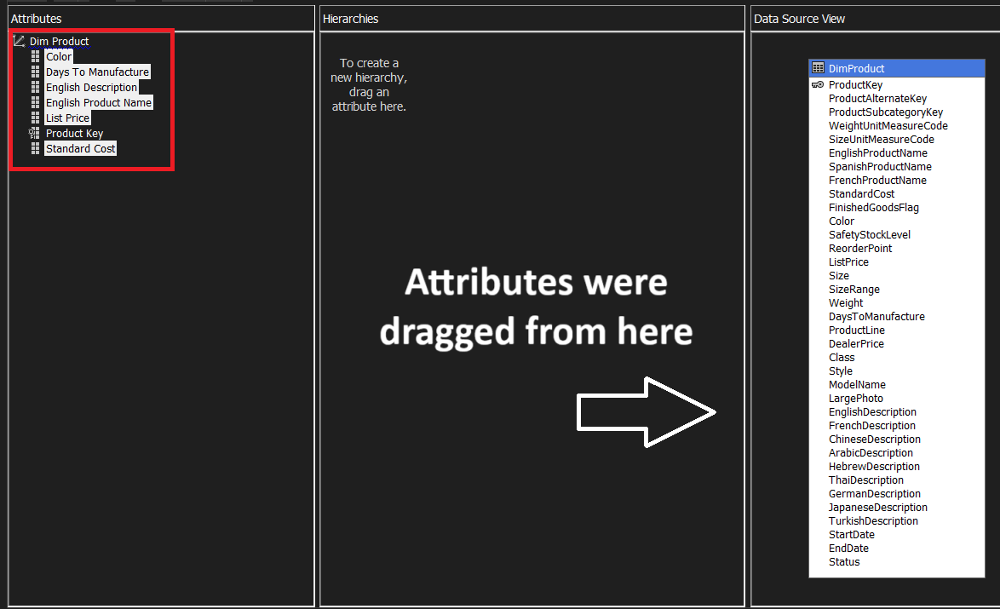 Attributes
Dim Product
Color
Days To Manufacture
English Description
English Product Name
List Price
Product Key
Standard Cost
Hierarchies
To create a
new hierarchy,
drag an
attribute here.
Attributes were
dragged from here
Data Source View
DimProduct
ProductKey
ProductAlternateKey
ProductSubcategoryKey
WeightUnitMeasureCode
SizeUnitMeasureCode
EnglishProductName
SpanishProductName
FrenchProductName
StandardCost
FinishedGoodsFlag
Color
SafetyStockLevel
ReorderPoint
ListPrice
Size
SizeRange
Weight
DaysToManufacture
ProductLine
DealerPrice
Class
Style
ModelName
LargePhoto
EnglishDescription
FrenchDescription
ChineseDescription
ArabicDescription
HebrewDescription
ThaiDescription
GermanDescription
JapaneseDescription
TurkishDescription
StartDate
EndDate
Status